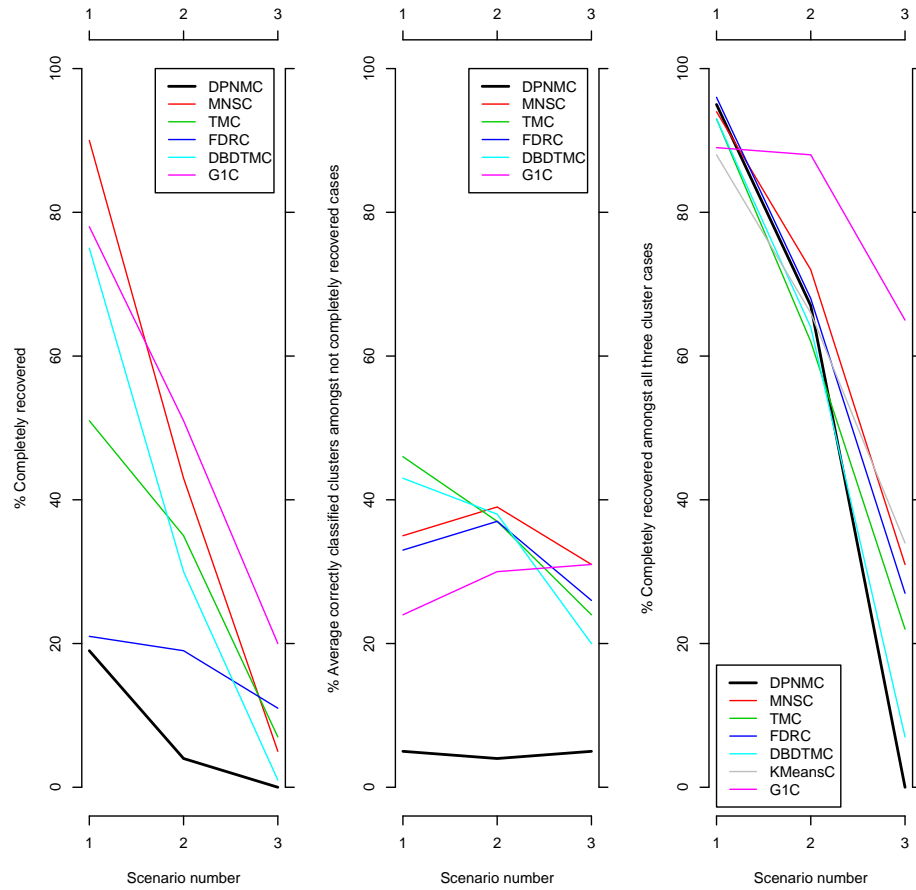 1 2 3
1 2 3
1 2 3
% Completely recovered
0 20 40 60 80 100
DPNMC
MNSC
TMC
FDRC
DBDTMC
G1C
1 2 3
Scenario number
% Average correctly classified clusters amongst not completely recovered cases
0 20 40 60 80 100
DPNMC
MNSC
TMC
FDRC
DBDTMC
G1C
1 2 3
Scenario number
% Completely recovered amongst all three cluster cases
0 20 40 60 80 100
DPNMC
MNSC
TMC
FDRC
DBDTMC
KMeansC
G1C
1 2 3
Scenario number